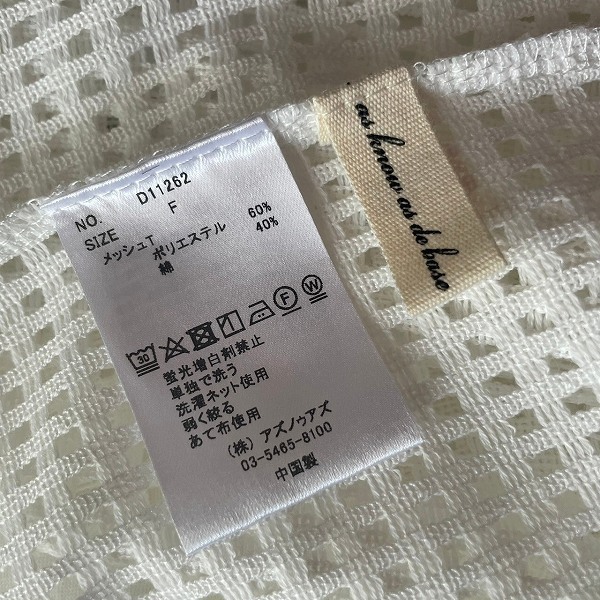 NO. D11262
SIZE F
メッシュT ポリエステル 60%
綿 40%
30
F W
蛍光増白剤禁止
単独で洗う
洗濯ネット使用
弱く絞る
あて布使用
(株) アズノゥアズ
03-5465-8100
中国製
as know as de base